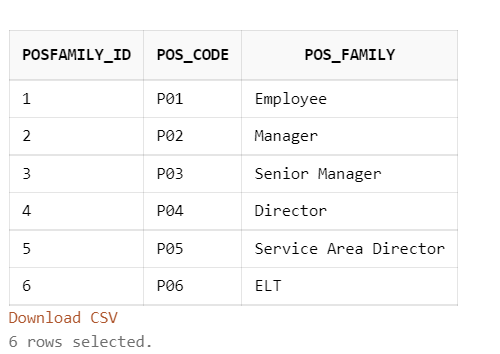 POSFAMILY_ID POS_CODE POS_FAMILY
1 P01 Employee
2 P02 Manager
3 P03 Senior Manager
4 P04 Director
5 P05 Service Area Director
6 P06 ELT
Download CSV
6 rows selected.